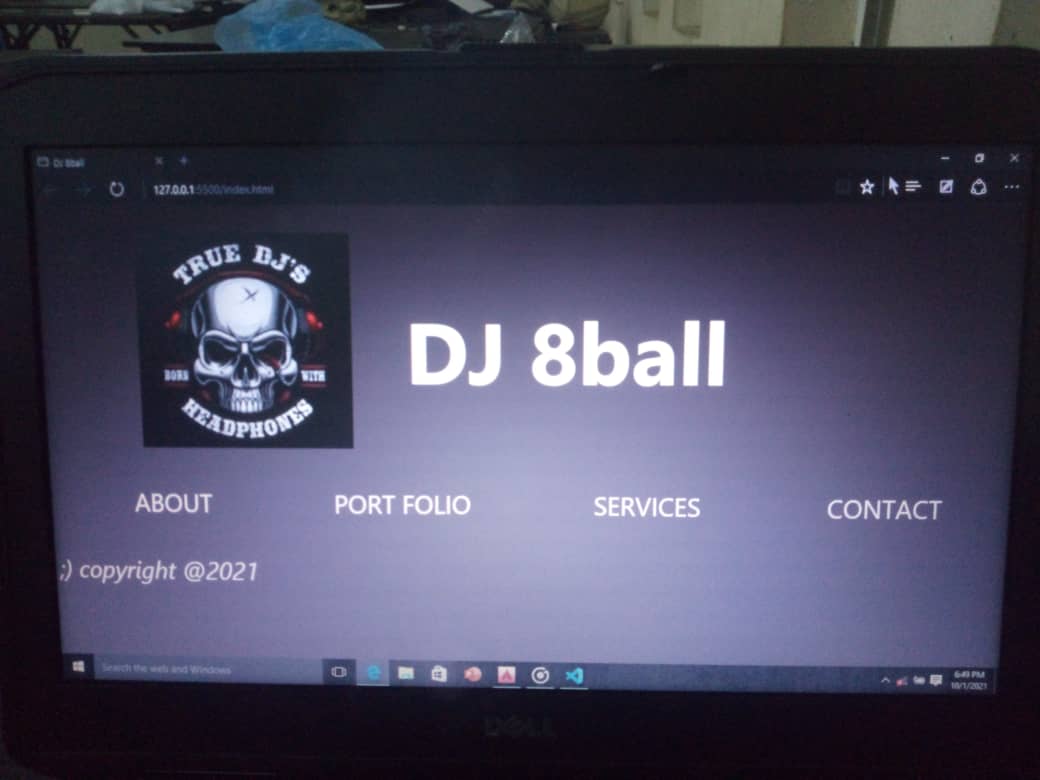 Dj 8ball
127.0.0.1:5500/index.html
TRUE DJ'S
BORN WITH
HEADPHONES
DJ 8ball
ABOUT PORT FOLIO SERVICES CONTACT
;) copyright @2021
Search the web and Windows
6:49 PM
10/1/2021
DELL